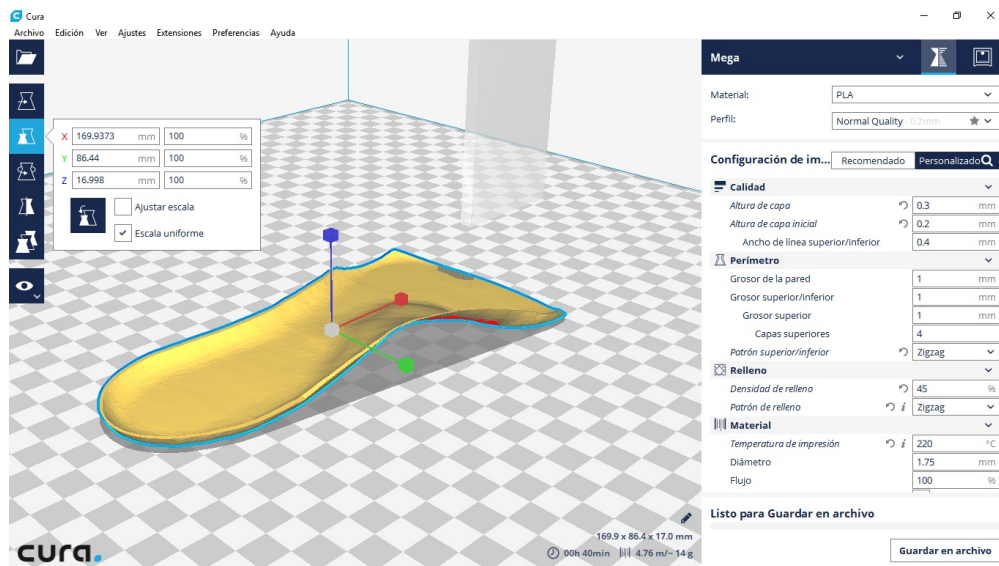 Cura
Archivo Edición Ver Ajustes Extensiones Preferencias Ayuda
X 169.9373 mm 100 %
Y 86.44 mm 100 %
Z 16.998 mm 100 %
Ajustar escala
Escala uniforme
Mega
Material: PLA
Perfil: Normal Quality - 0.2mm
Configuración de im... Recomendado Personalizado
Calidad
Altura de capa 0.3 mm
Altura de capa inicial 0.2 mm
Ancho de línea superior/inferior 0.4 mm
Perímetro
Grosor de la pared 1 mm
Grosor superior/inferior 1 mm
Grosor superior 1 mm
Capas superiores 4
Patrón superior/inferior Zigzag
Relleno
Densidad de relleno 45 %
Patrón de relleno i Zigzag
Material
Temperatura de impresión i 220 °C
Diámetro 1.75 mm
Flujo 100 %
169.9 x 86.4 x 17.0 mm
00h 40min 4.76 m/~ 14 g
cura.
Listo para Guardar en archivo
Guardar en archivo